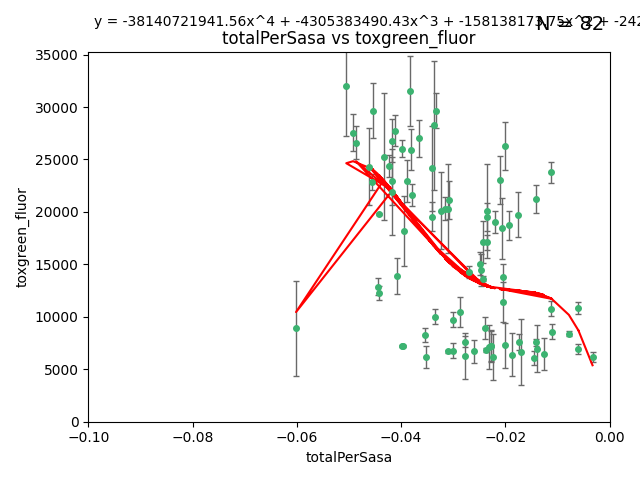 y = -38140721941.56x^4 + -4305383490.43x^3 + -158138173.75x^2 + -242
N = 82
totalPerSasa vs toxgreen_fluor
35000
30000
25000
20000
15000
10000
5000
0
toxgreen_fluor
−0.10 −0.08 −0.06 −0.04 −0.02 0.00
totalPerSasa